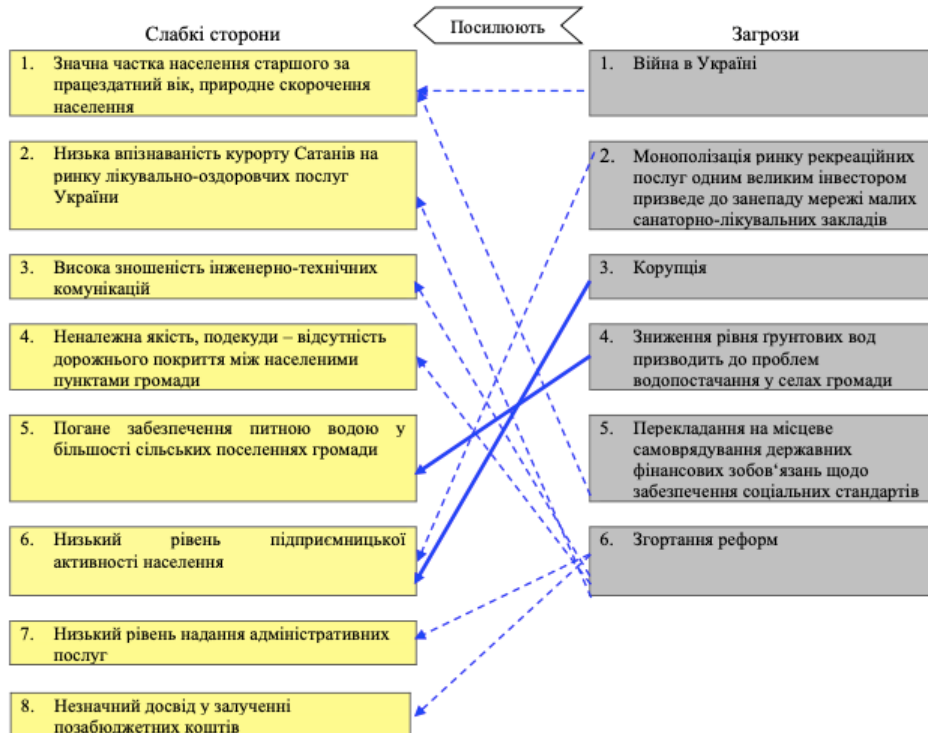 Посилюють
Слабкі сторони
1. Значна частка населення старшого за
працездатний вік, природне скорочення
населення
2. Низька впізнаваність курорту Сатанів на
ринку лікувально-оздоровчих послуг
України
3. Висока зношеність інженерно-технічних
комунікацій
4. Неналежна якість, подекуди – відсутність
дорожнього покриття між населеними
пунктами громади
5. Погане забезпечення питною водою у
більшості сільських поселеннях громади
6. Низький рівень підприємницької
активності населення
7. Низький рівень надання адміністративних
послуг
8. Незначний досвід у залученні
позабюджетних коштів
Загрози
1. Війна в Україні
2. Монополізація ринку рекреаційних
послуг одним великим інвестором
призведе до занепаду мережі малих
санаторно-лікувальних закладів
3. Корупція
4. Зниження рівня ґрунтових вод
призводить до проблем
водопостачання у селах громади
5. Перекладання на місцеве
самоврядування державних
фінансових зобов‘язань щодо
забезпечення соціальних стандартів
6. Згортання реформ